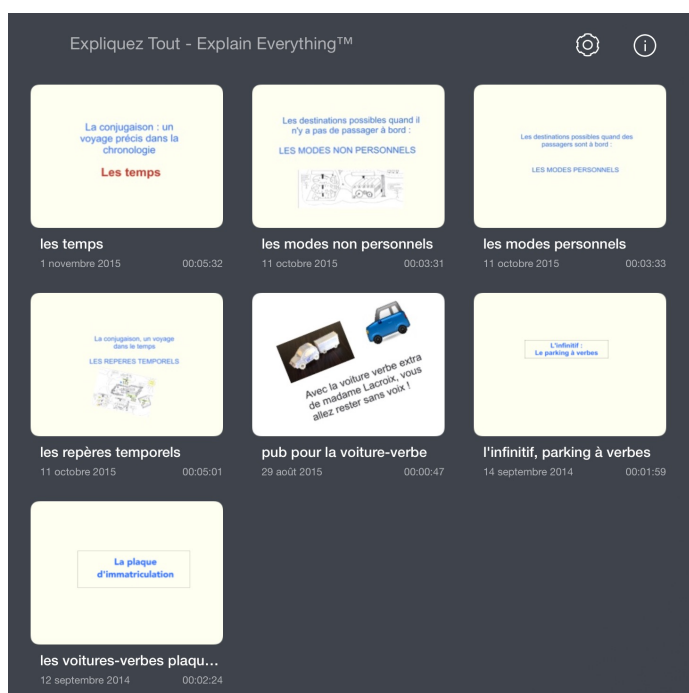 Expliquez Tout - Explain Everything™
La conjugaison : un
voyage précis dans la
chronologie
Les temps
les temps
1 novembre 2015 00:05:32
Les destinations possibles quand il
n'y a pas de passager à bord :
LES MODES NON PERSONNELS
les modes non personnels
11 octobre 2015 00:03:31
Les destinations possibles quand des
passagers sont à bord :
LES MODES PERSONNELS
les modes personnels
11 octobre 2015 00:03:33
La conjugaison, un voyage
dans le temps
LES REPERES TEMPORELS
les repères temporels
11 octobre 2015 00:05:01
Avec la voiture verbe extra
de madame Lacroix, vous
allez rester sans voix !
pub pour la voiture-verbe
29 août 2015 00:00:47
L'infinitif :
Le parking à verbes
l'infinitif, parking à verbes
14 septembre 2014 00:01:59
La plaque
d'immatriculation
les voitures-verbes plaqu...
12 septembre 2014 00:02:24